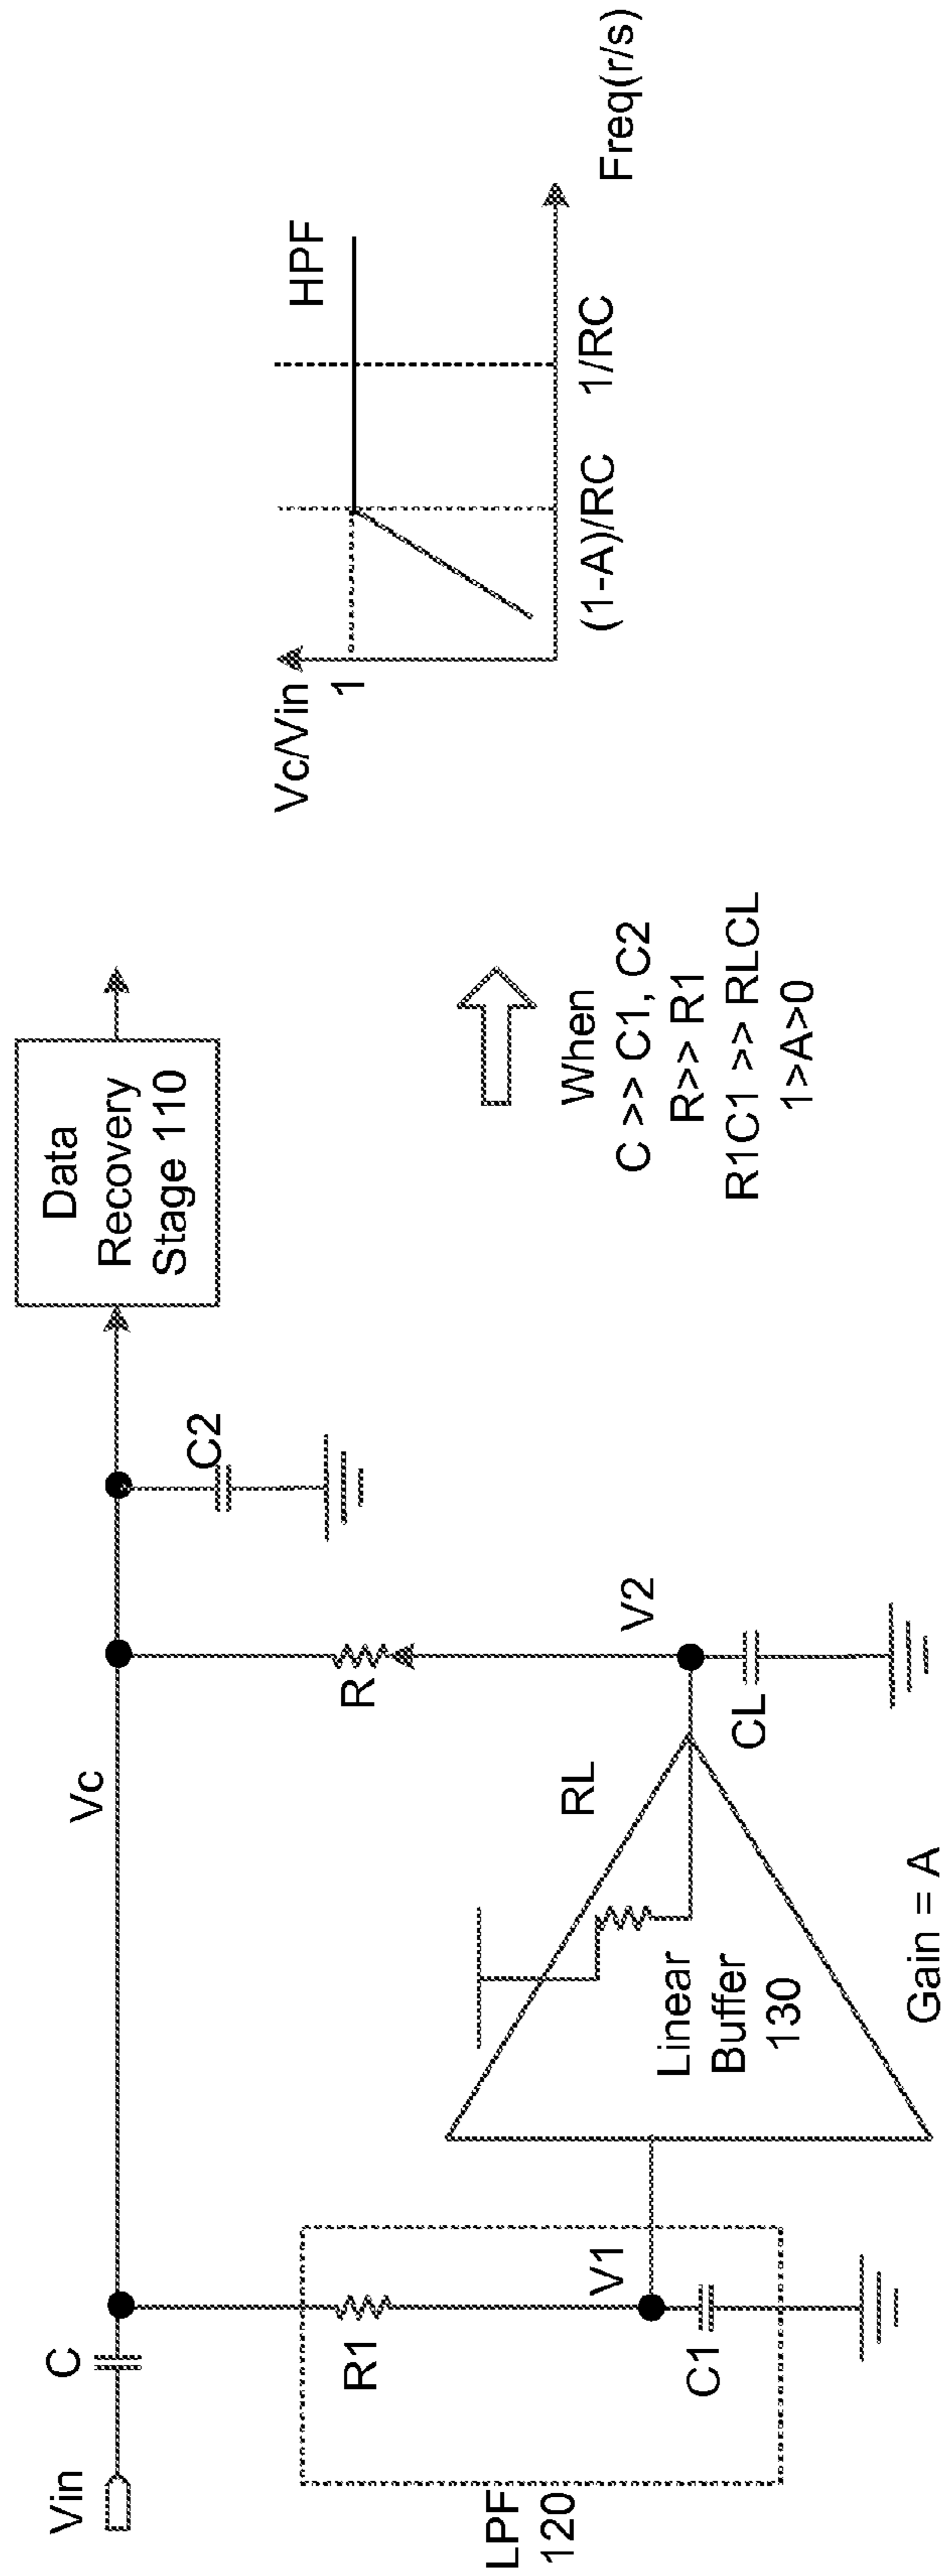 Vin
C
Vc
Data
Recovery
Stage 110
C2
R
V2
CL
RL
Linear
Buffer
130
Gain = A
R1
V1
C1
LPF
120
When
C >> C1, C2
R>> R1
R1C1 >> RLCL
1>A>0
Vc/Vin
1
HPF
(1-A)/RC
1/RC
Freq(r/s)